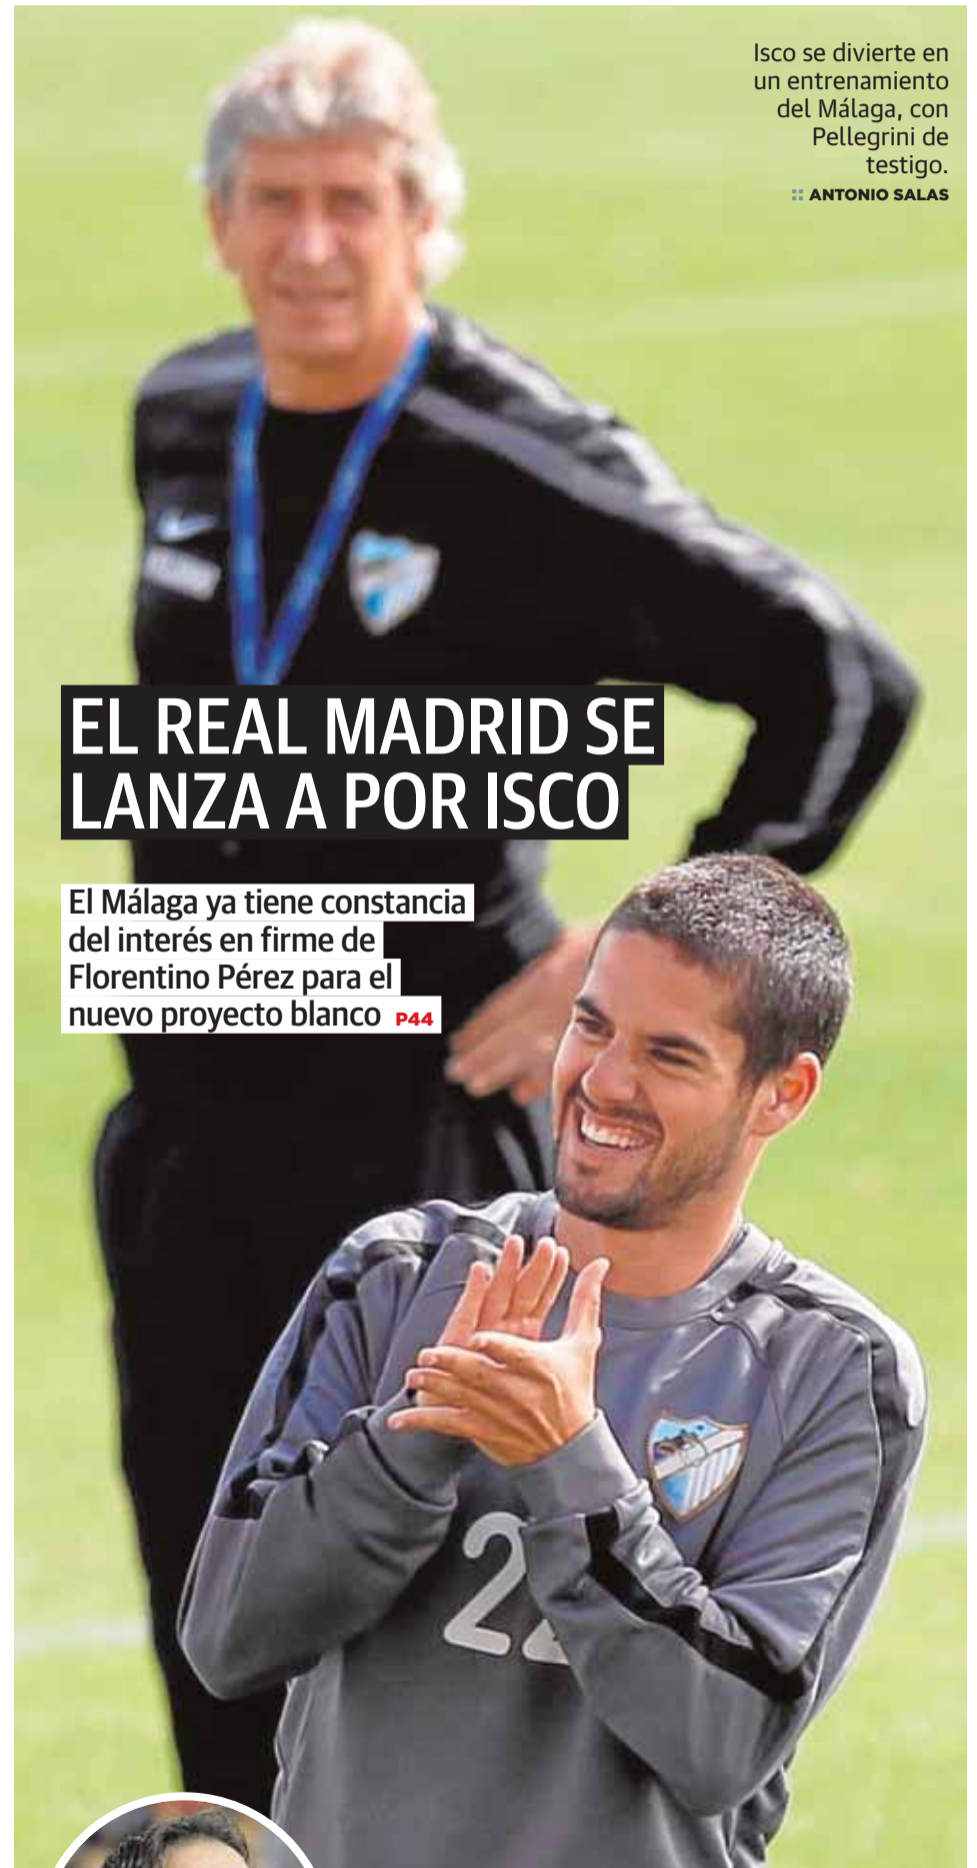 Isco se divierte en
un entrenamiento
del Málaga, con
Pellegrini de
testigo.
:: ANTONIO SALAS
EL REAL MADRID SE
LANZA A POR ISCO
El Málaga ya tiene constancia
del interés en firme de
Florentino Pérez para el
nuevo proyecto blanco P44
22